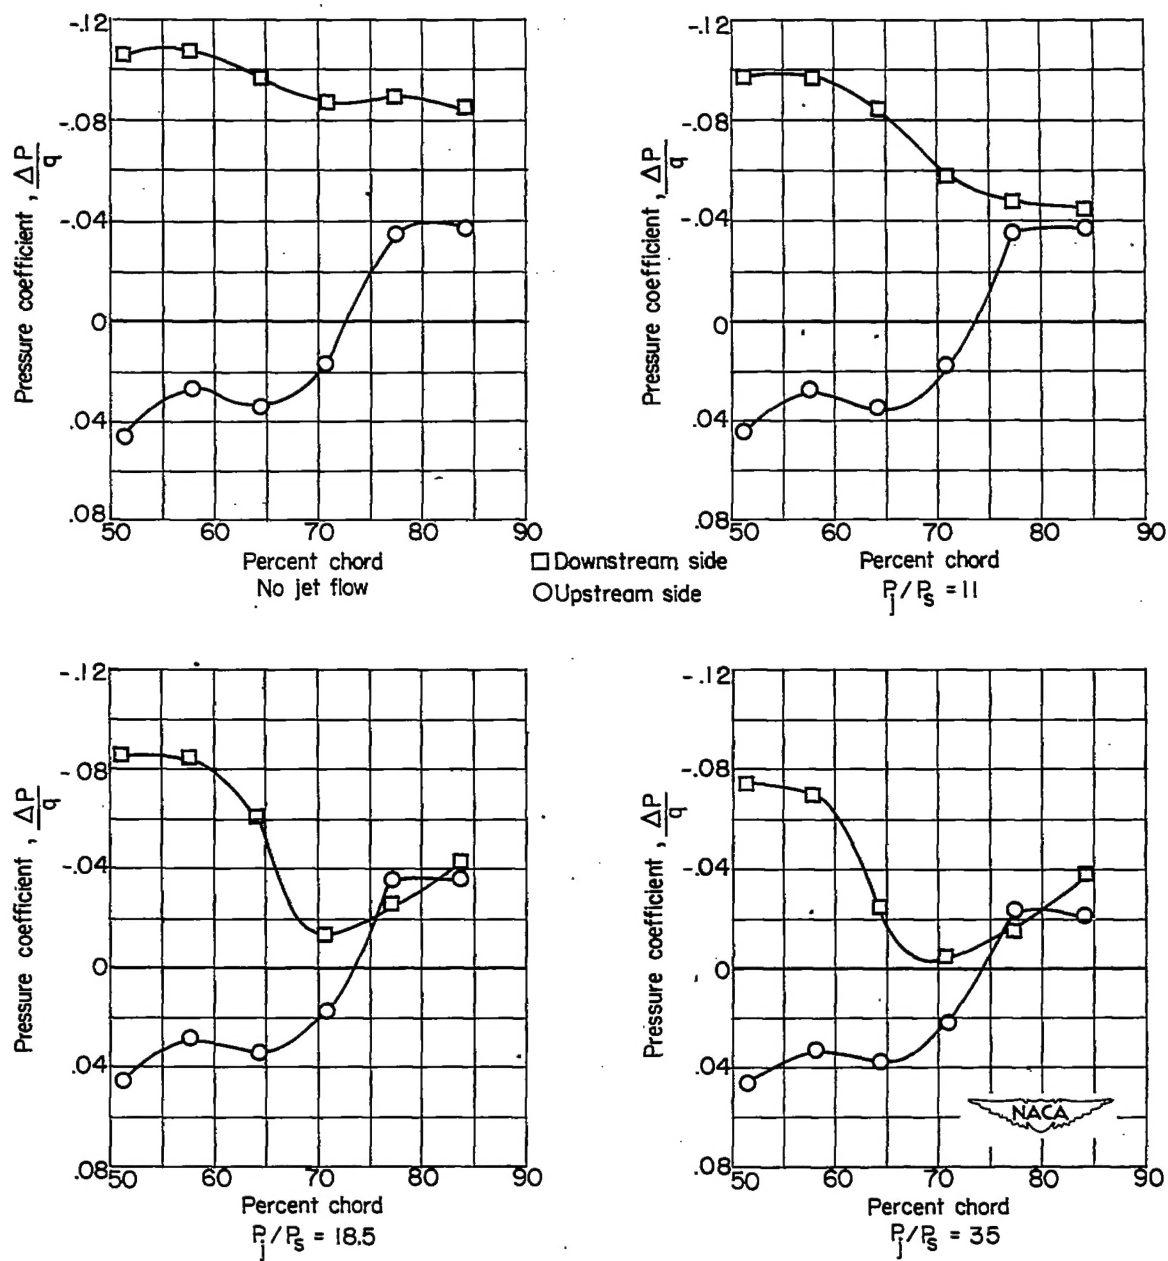 -.12
-.08
-.04
0
.04
.08
Pressure coefficient, ΔP/q
50 60 70 80 90
Percent chord
No jet flow
-.12
-.08
-.04
0
.04
.08
Pressure coefficient, ΔP/q
50 60 70 80 90
Percent chord
Pj/Ps = 11
Downstream side
Upstream side
-.12
-.08
-.04
0
.04
.08
Pressure coefficient, ΔP/q
50 60 70 80 90
Percent chord
Pj/Ps = 18.5
-.12
-.08
-.04
0
.04
.08
Pressure coefficient, ΔP/q
NACA
50 60 70 80 90
Percent chord
Pj/Ps = 35